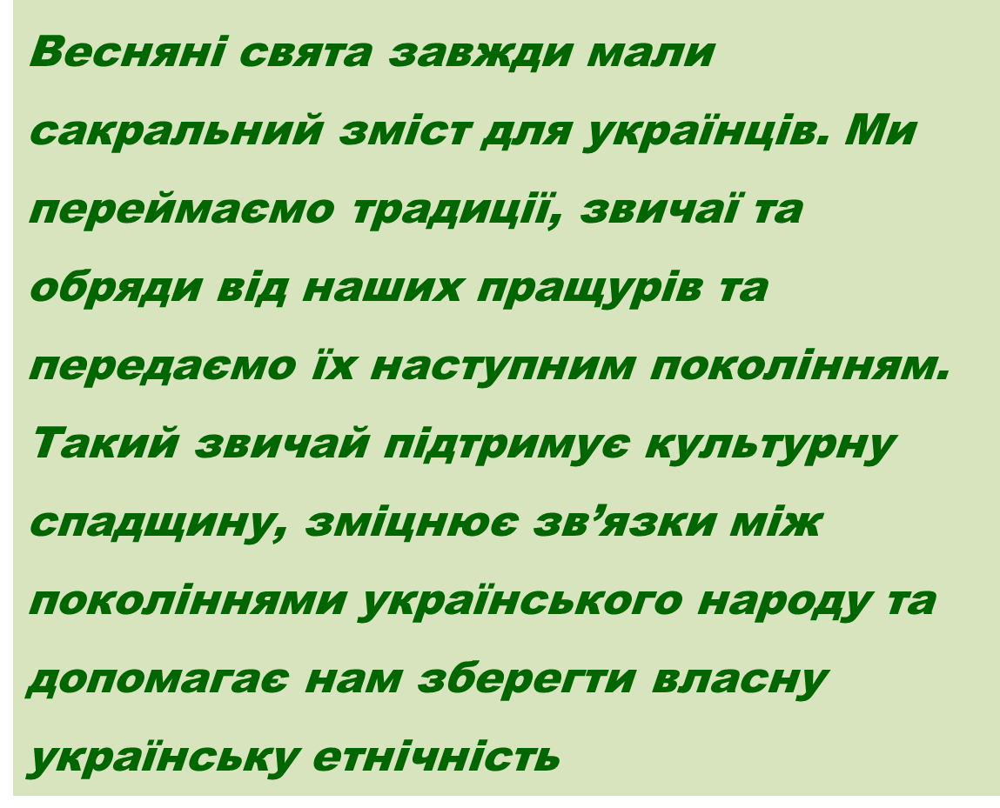 Весняні свята завжди мали
сакральний зміст для українців. Ми
переймаємо традиції, звичаї та
обряди від наших пращурів та
передаємо їх наступним поколінням.
Такий звичай підтримує культурну
спадщину, зміцнює зв’язки між
поколіннями українського народу та
допомагає нам зберегти власну
українську етнічність